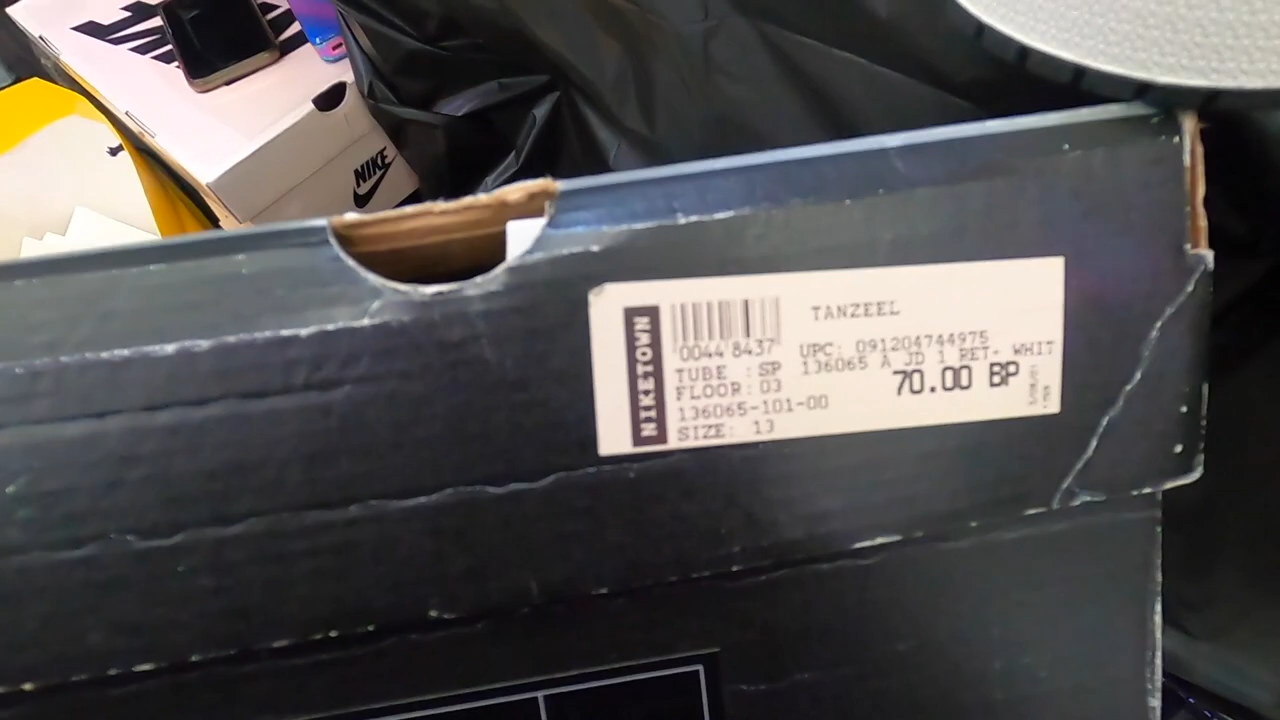 NIKE
NIKETOWN
0044 8437
TANZEEL
UPC: 091204744975
TUBE : SP
136065 A JD 1 RET- WHIT
FLOOR: 03
70.00 BP
136065-101-00
SIZE: 13